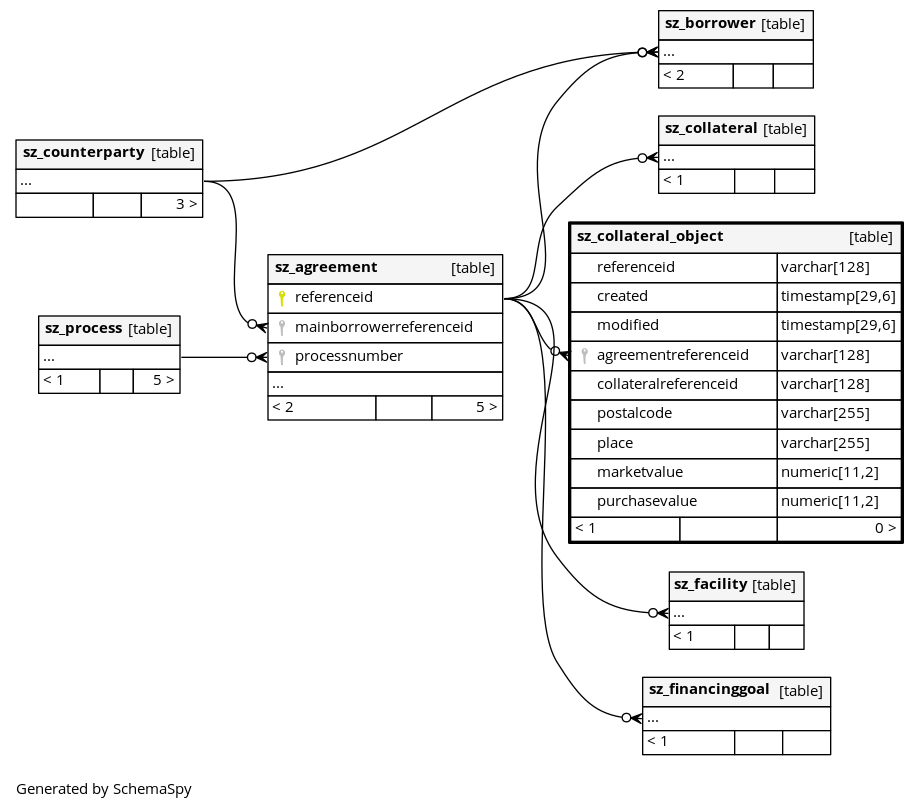 sz_borrower [table]
...
< 2
sz_collateral [table]
...
< 1
sz_counterparty [table]
...
3 >
sz_collateral_object [table]
referenceid varchar[128]
created timestamp[29,6]
modified timestamp[29,6]
agreementreferenceid varchar[128]
collateralreferenceid varchar[128]
postalcode varchar[255]
place varchar[255]
marketvalue numeric[11,2]
purchasevalue numeric[11,2]
< 1 0 >
sz_agreement [table]
referenceid
mainborrowerreferenceid
processnumber
...
< 2 5 >
sz_process [table]
...
< 1 5 >
sz_facility [table]
...
< 1
sz_financinggoal [table]
...
< 1
Generated by SchemaSpy